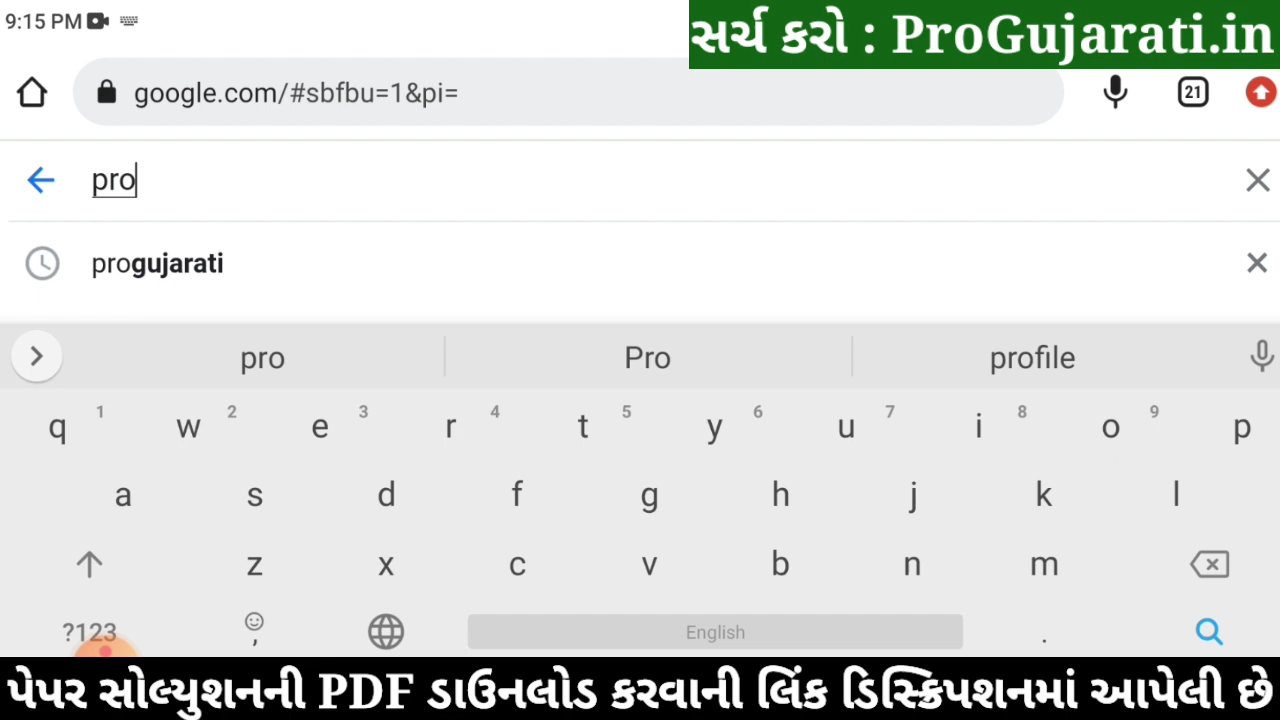 9:15 PM
સર્ચ કરો : ProGujarati.in
google.com/#sbfbu=1&pi=
21
pro
progujarati
pro Pro profile
q 1 w 2 e 3 r 4 t 5 y 6 u 7 i 8 o 9 p
a s d f g h j k l
z x c v b n m
?123 , English .
પેપર સોલ્યુશનની PDF ડાઉનલોડ કરવાની લિંક ડિસ્ક્રિપશનમાં આપેલી છે